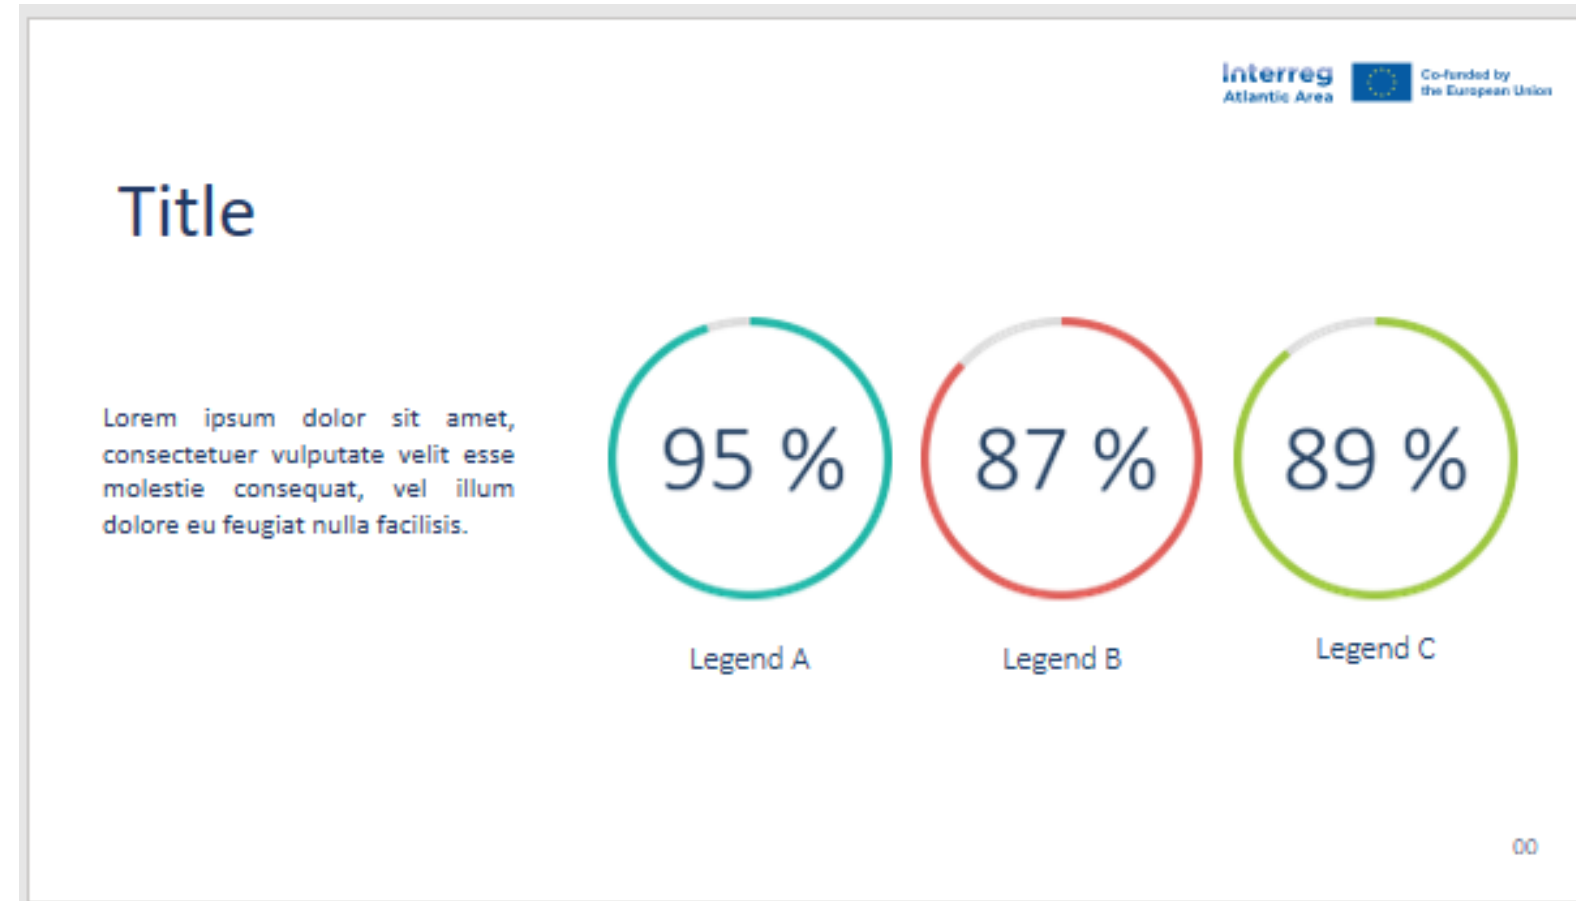 Interreg
Atlantic Area
Co-funded by
the European Union
Title
Lorem ipsum dolor sit amet,
consectetuer vulputate velit esse
molestie consequat, vel illum
dolore eu feugiat nulla facilisis.
95 %
87 %
89 %
Legend A
Legend B
Legend C
00